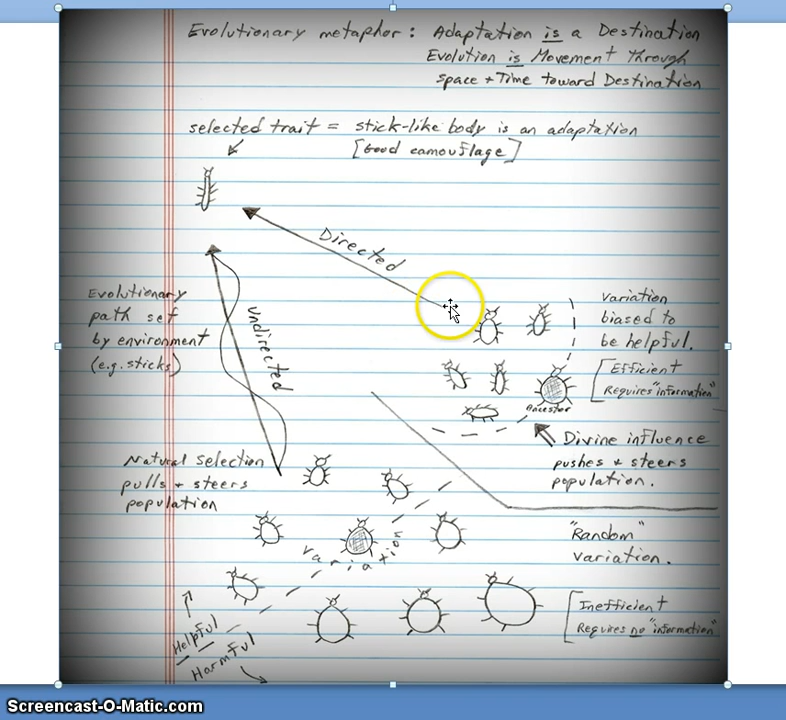 Evolutionary metaphor: Adaptation is a Destination
Evolution is Movement through
space + Time toward Destination
selected trait = stick-like body is an adaptation
[Good camouflage]
Directed
Evolutionary
path set
by environment
(e.g. sticks)
undirected
variation
biased to
be helpful.
Efficient
Requires "information"
Ancestor
Divine influence
pushes + steers
population.
Natural selection
pulls + steers
population
variation
"Random"
variation.
Helpful
Harmful
Inefficient
Requires no "information"
Screencast-O-Matic.com